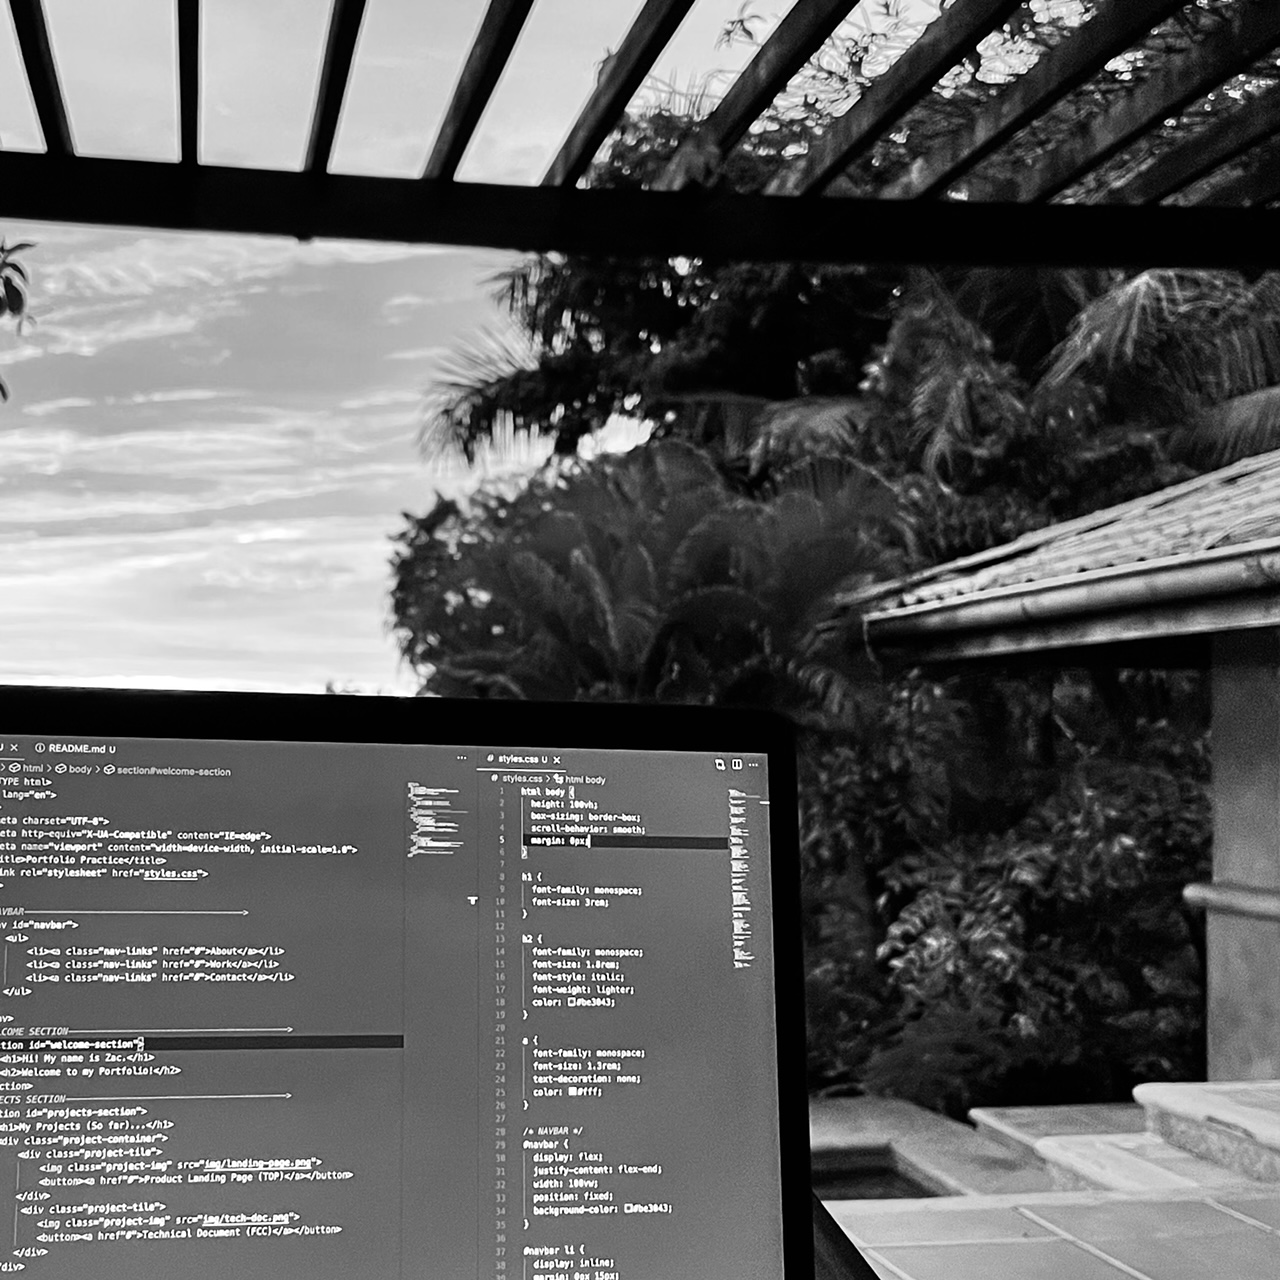 U × README.md U
html > body > section#welcome-section
TYPE html>
lang="en">
>
eta charset="UTF-8">
eta http-equiv="X-UA-Compatible" content="IE=edge">
eta name="viewport" content="width=device-width, initial-scale=1.0">
itle>Portfolio Practice</title>
ink rel="stylesheet" href="styles.css">
>
AVBAR
v id="navbar">
<ul>
<li><a class="nav-links" href="#">About</a></li>
<li><a class="nav-links" href="#">Work</a></li>
<li><a class="nav-links" href="#">Contact</a></li>
</ul>
v>
LCOME SECTION
ction id="welcome-section">
<h1>Hi! My name is Zac.</h1>
<h2>Welcome to my Portfolio!</h2>
ction>
ECTS SECTION
tion id="projects-section">
<h1>My Projects (So far)...</h1>
<div class="project-container">
<div class="project-tile">
<img class="project-img" src="img/landing-page.png">
<button><a href"#">Product Landing Page (TOP)</a></button>
</div>
<div class="project-tile">
<img class="project-img" src="img/tech-doc.png">
<button><a href"#">Technical Document (FCC)</a></button>
</div>
/div>
# styles.css U ×
# styles.css > html body
1 html body {
2 height: 100vh;
3 box-sizing: border-box;
4 scroll-behavior: smooth;
5 margin: 0px;
6 }
7
8 h1 {
9 font-family: monospace;
10 font-size: 3rem;
11 }
12
13 h2 {
14 font-family: monospace;
15 font-size: 1.8rem;
16 font-style: italic;
17 font-weight: lighter;
18 color: #be3043;
19 }
20
21 a {
22 font-family: monospace;
23 font-size: 1.3rem;
24 text-decoration: none;
25 color: #fff;
26 }
27
28 /* NAVBAR */
29 #navbar {
30 display: flex;
31 justify-content: flex-end;
32 width: 100vw;
33 position: fixed;
34 background-color: #be3043;
35 }
36
37 #navbar li {
38 display: inline;
margin: 0px 15px;